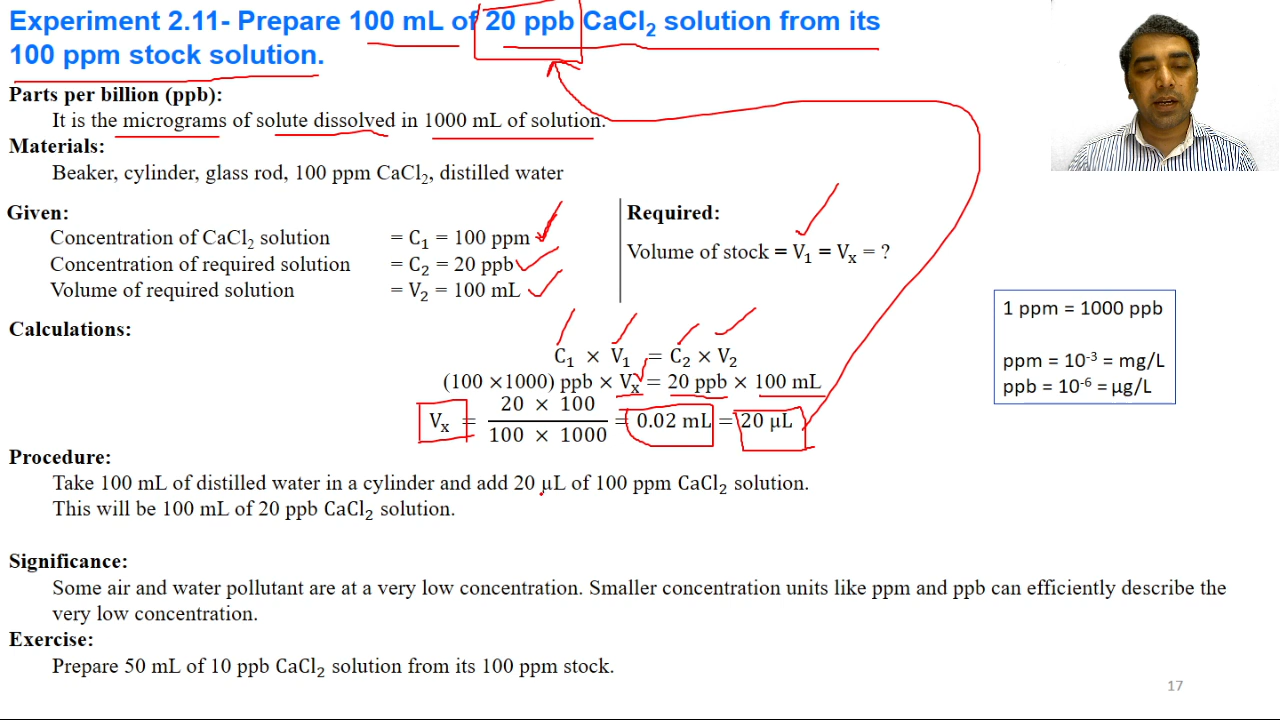 Experiment 2.11- Prepare 100 mL of 20 ppb CaCl₂ solution from its
100 ppm stock solution.
Parts per billion (ppb):
It is the micrograms of solute dissolved in 1000 mL of solution.
Materials:
Beaker, cylinder, glass rod, 100 ppm CaCl₂, distilled water
Given:
Concentration of CaCl₂ solution = C₁ = 100 ppm
Concentration of required solution = C₂ = 20 ppb
Volume of required solution = V₂ = 100 mL
Required:
Volume of stock = V₁ = Vₓ = ?
1 ppm = 1000 ppb
ppm = 10⁻³ = mg/L
ppb = 10⁻⁶ = µg/L
Calculations:
C₁ × V₁ = C₂ × V₂
(100 ×1000) ppb × Vₓ = 20 ppb × 100 mL
Vₓ = 20 × 100 / 100 × 1000 = 0.02 mL = 20 µL
Procedure:
Take 100 mL of distilled water in a cylinder and add 20 µL of 100 ppm CaCl₂ solution.
This will be 100 mL of 20 ppb CaCl₂ solution.
Significance:
Some air and water pollutant are at a very low concentration. Smaller concentration units like ppm and ppb can efficiently describe the
very low concentration.
Exercise:
Prepare 50 mL of 10 ppb CaCl₂ solution from its 100 ppm stock.
17